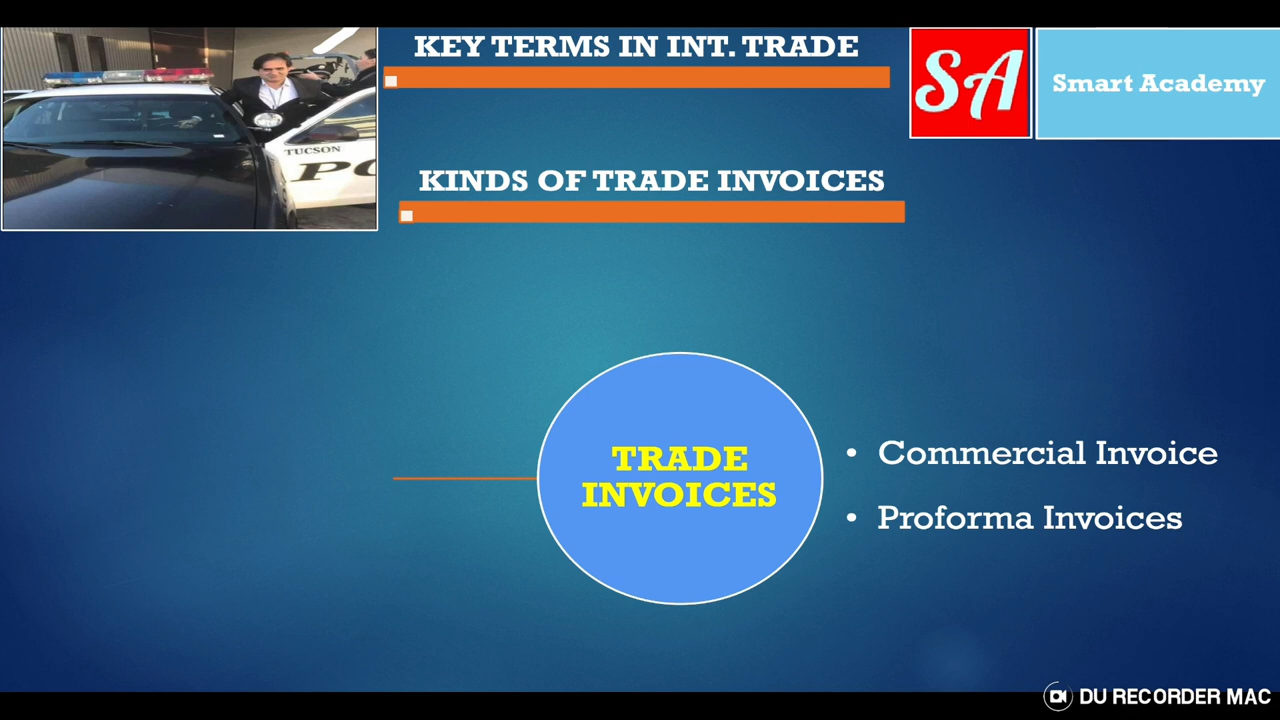 KEY TERMS IN INT. TRADE
SA
Smart Academy
TUCSON
KINDS OF TRADE INVOICES
TRADE
INVOICES
• Commercial Invoice
• Proforma Invoices
DU RECORDER MAC